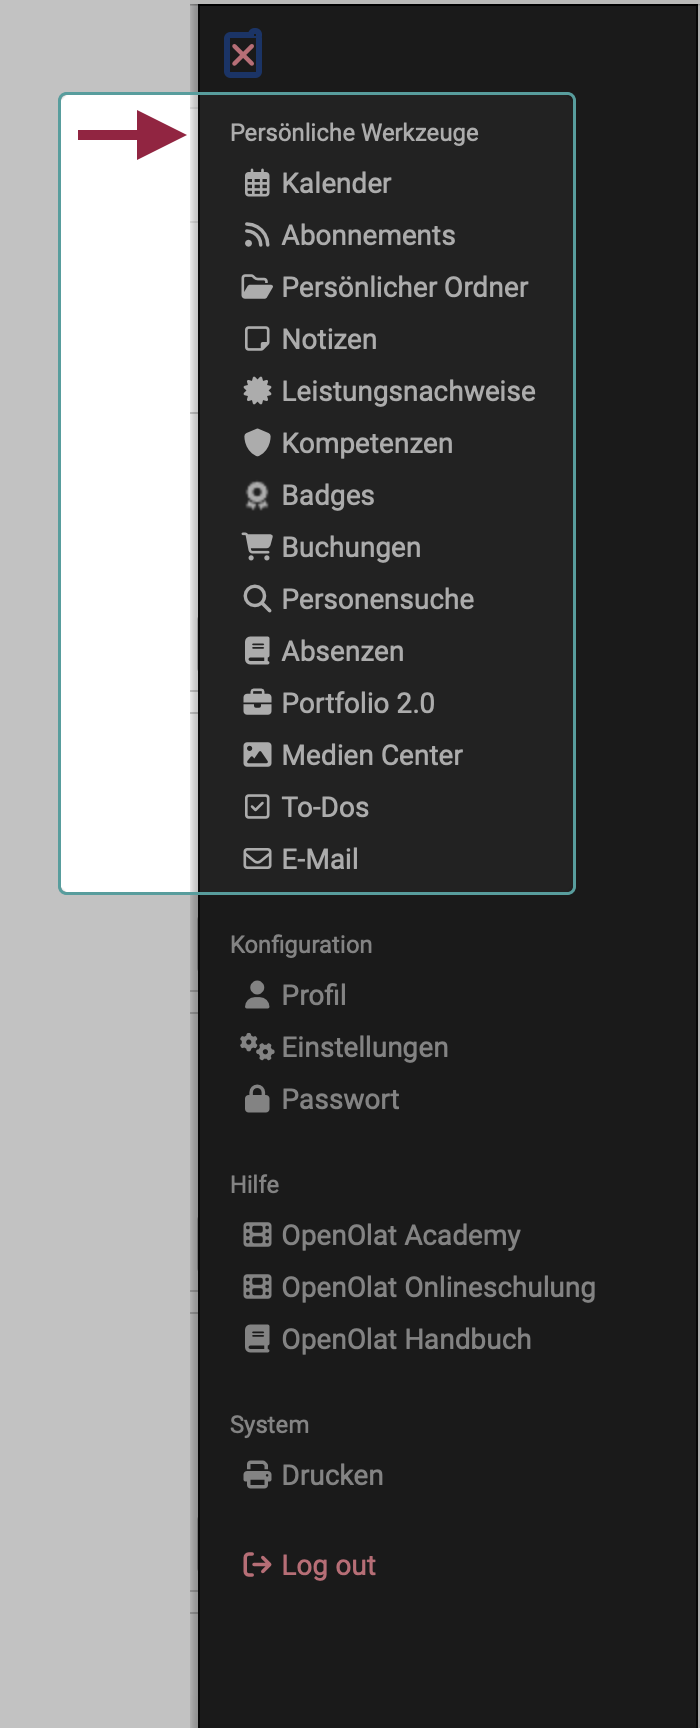 Persönliche Werkzeuge
Kalender
Abonnements
Persönlicher Ordner
Notizen
Leistungsnachweise
Kompetenzen
Badges
Buchungen
Personensuche
Absenzen
Portfolio 2.0
Medien Center
To-Dos
E-Mail
Konfiguration
Profil
Einstellungen
Passwort
Hilfe
OpenOlat Academy
OpenOlat Onlineschulung
OpenOlat Handbuch
System
Drucken
Log out